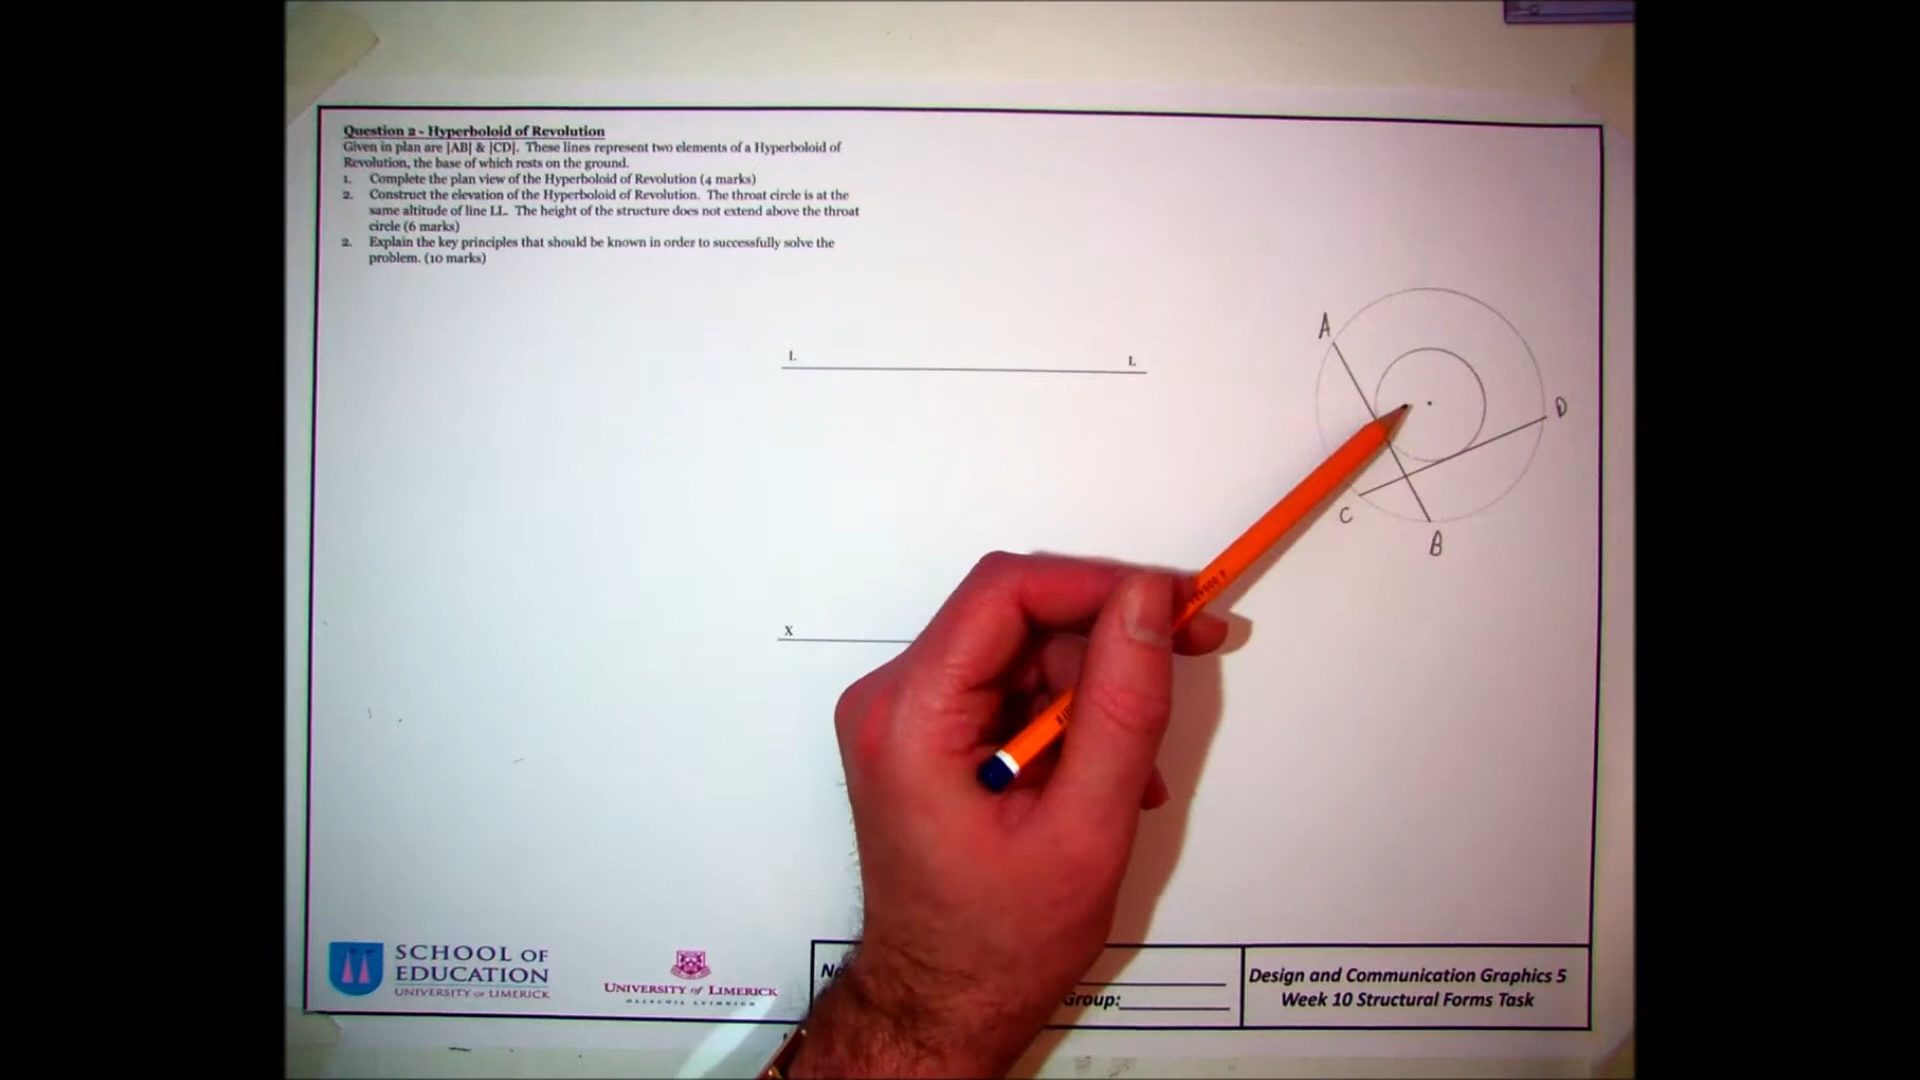 Question 2 - Hyperboloid of Revolution
Given in plan are |AB| & |CD|. These lines represent two elements of a Hyperboloid of
Revolution, the base of which rests on the ground.
1. Complete the plan view of the Hyperboloid of Revolution (4 marks)
2. Construct the elevation of the Hyperboloid of Revolution. The throat circle is at the
same altitude of line LL. The height of the structure does not extend above the throat
circle (6 marks)
2. Explain the key principles that should be known in order to successfully solve the
problem. (10 marks)
A
L L
D
C
B
X
SCHOOL OF
EDUCATION
UNIVERSITY of LIMERICK
UNIVERSITY of LIMERICK
Group:
Design and Communication Graphics 5
Week 10 Structural Forms Task